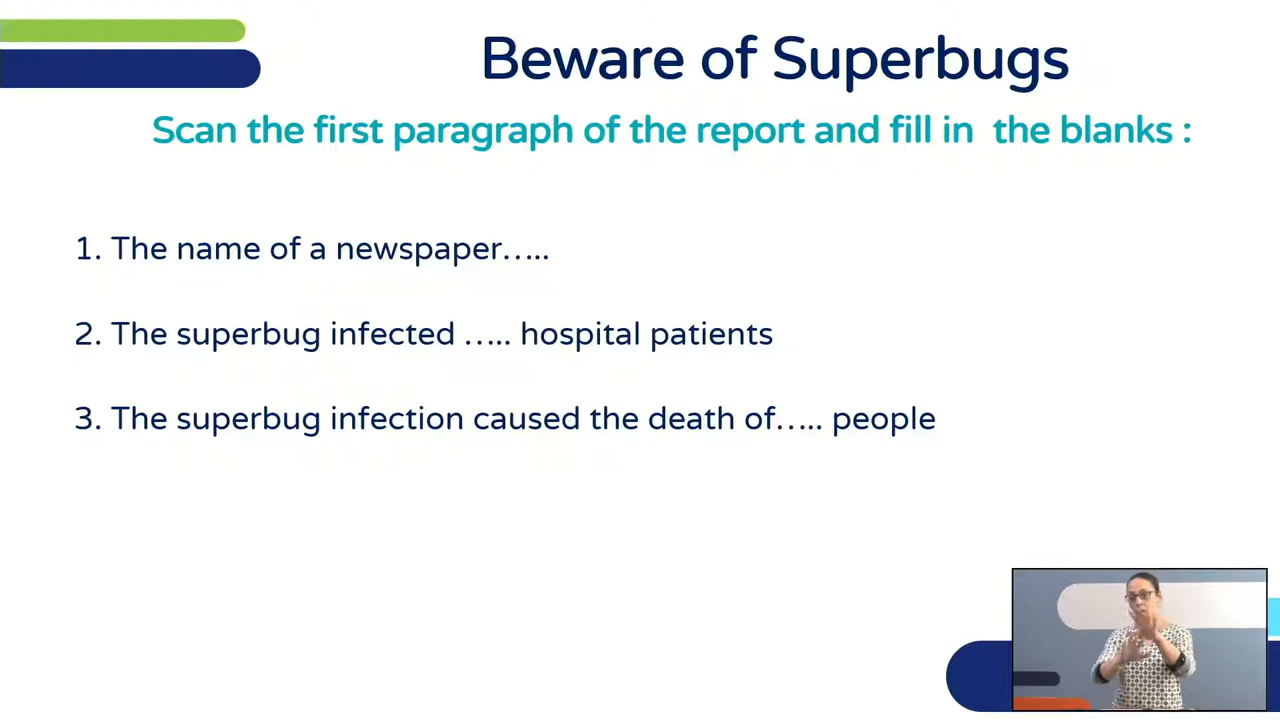 Beware of Superbugs
Scan the first paragraph of the report and fill in the blanks :
1. The name of a newspaper.....
2. The superbug infected ..... hospital patients
3. The superbug infection caused the death of..... people